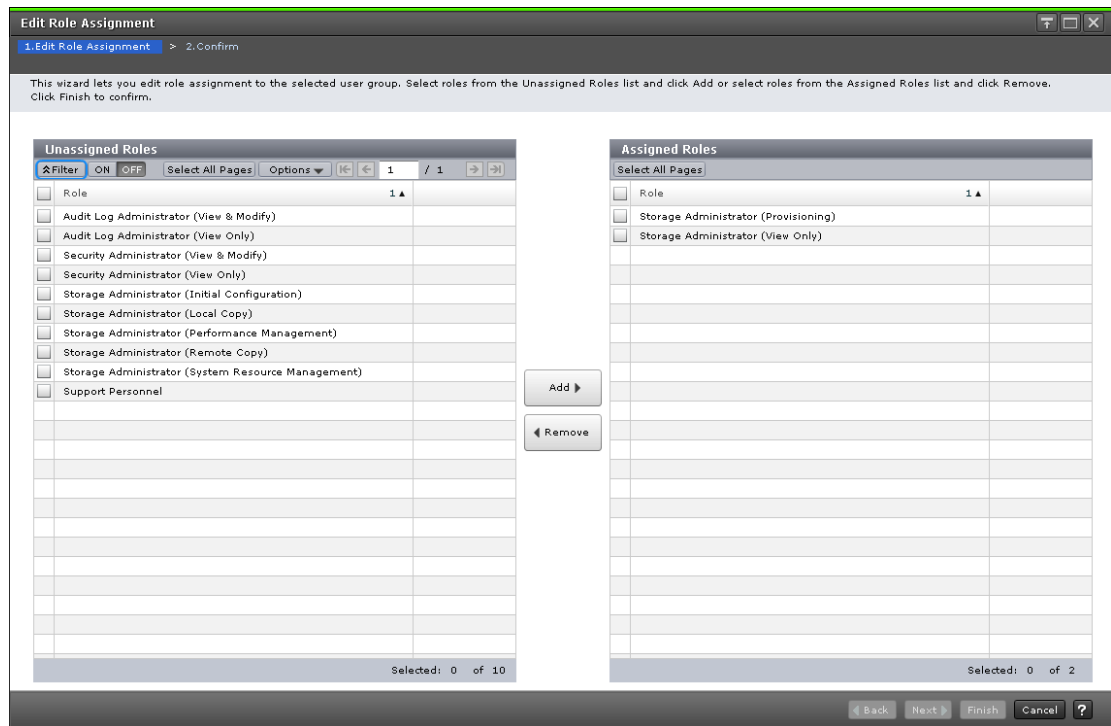 Edit Role Assignment
1.Edit Role Assignment > 2.Confirm
This wizard lets you edit role assignment to the selected user group. Select roles from the Unassigned Roles list and click Add or select roles from the Assigned Roles list and click Remove.
Click Finish to confirm.
Unassigned Roles
Filter ON OFF Select All Pages Options 1 / 1
Role 1
Audit Log Administrator (View & Modify)
Audit Log Administrator (View Only)
Security Administrator (View & Modify)
Security Administrator (View Only)
Storage Administrator (Initial Configuration)
Storage Administrator (Local Copy)
Storage Administrator (Performance Management)
Storage Administrator (Remote Copy)
Storage Administrator (System Resource Management)
Support Personnel
Selected: 0 of 10
Add
Remove
Assigned Roles
Select All Pages
Role 1
Storage Administrator (Provisioning)
Storage Administrator (View Only)
Selected: 0 of 2
Back Next Finish Cancel ?